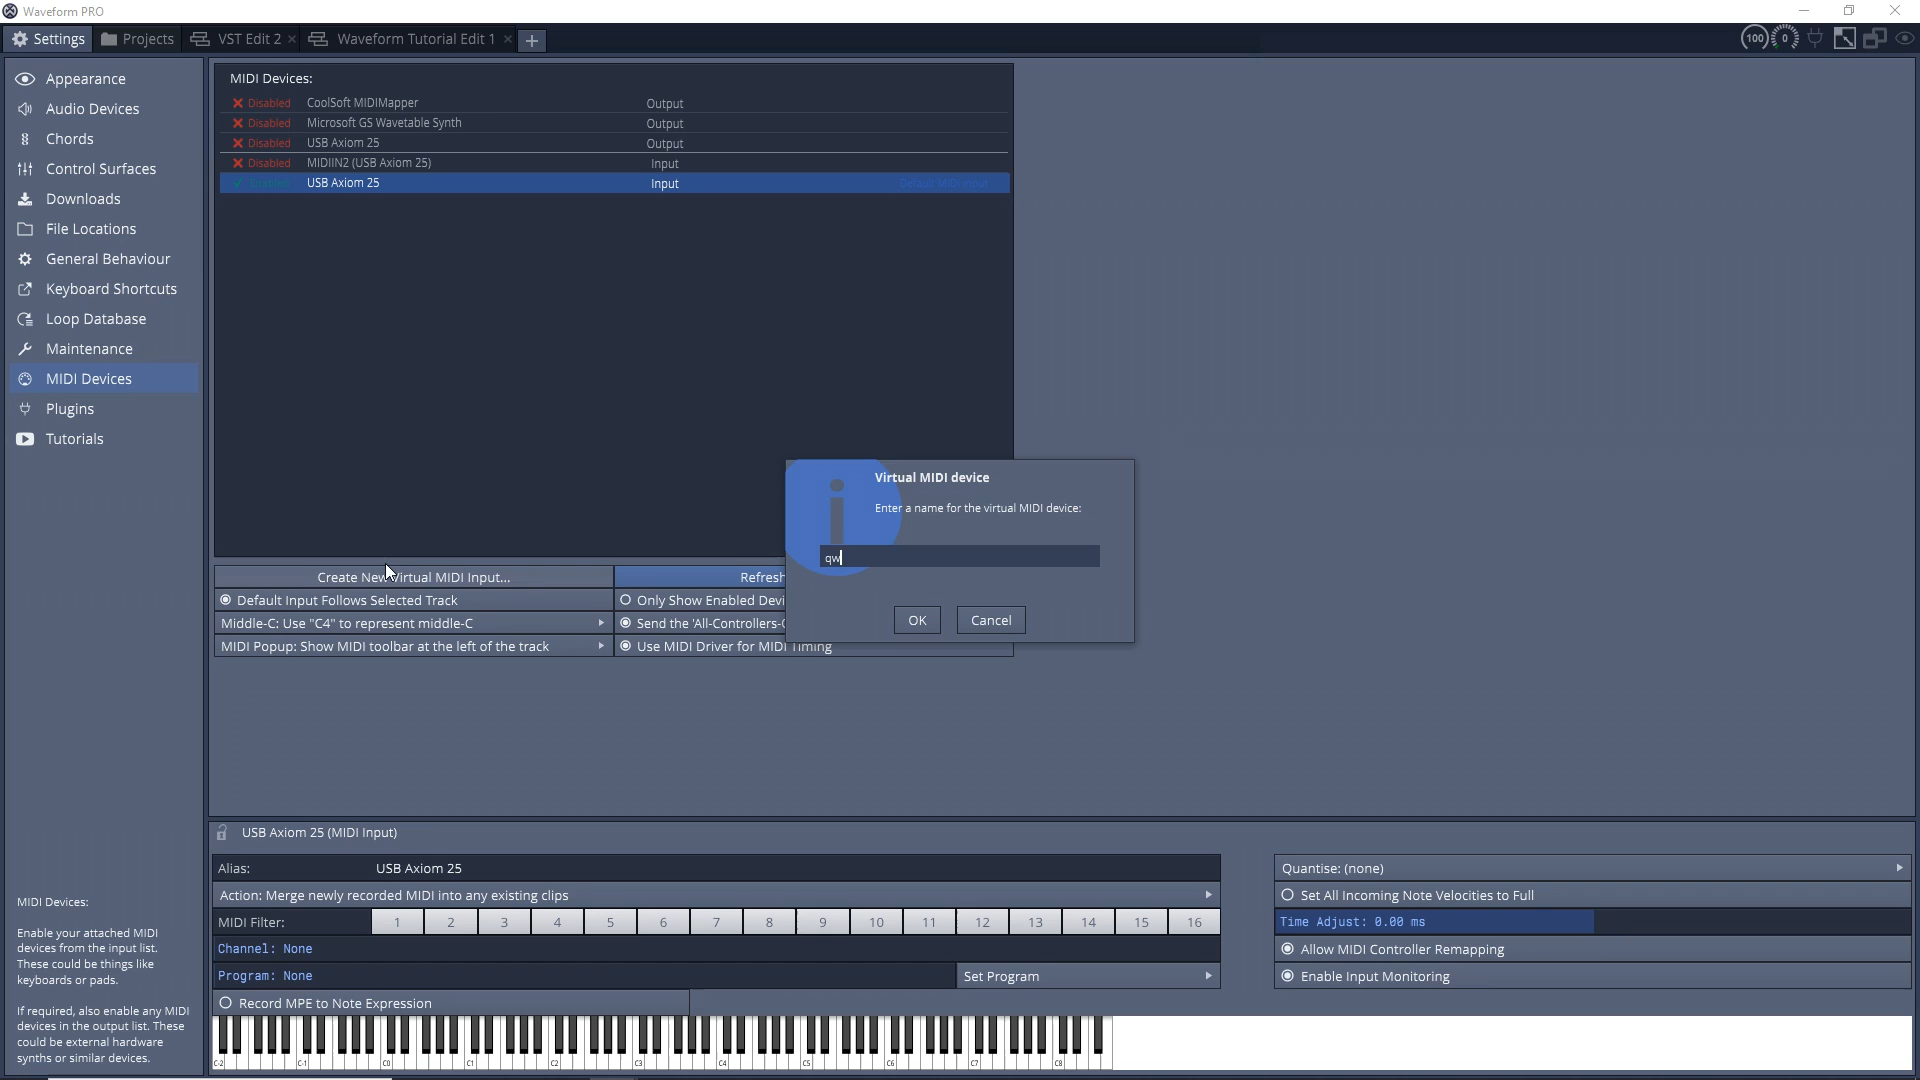 Waveform PRO
Settings
Projects
VST Edit 2
Waveform Tutorial Edit 1
100
0
Appearance
Audio Devices
Chords
Control Surfaces
Downloads
File Locations
General Behaviour
Keyboard Shortcuts
Loop Database
Maintenance
MIDI Devices
Plugins
Tutorials
MIDI Devices:
Disabled CoolSoft MIDIMapper Output
Disabled Microsoft GS Wavetable Synth Output
Disabled USB Axiom 25 Output
Disabled MIDIIN2 (USB Axiom 25) Input
Enabled USB Axiom 25 Input Default MIDI Input
Virtual MIDI device
Enter a name for the virtual MIDI device:
qw
OK
Cancel
Create New Virtual MIDI Input...
Refresh
Default Input Follows Selected Track
Only Show Enabled Devi
Middle-C: Use "C4" to represent middle-C
Send the 'All-Controllers-
MIDI Popup: Show MIDI toolbar at the left of the track
Use MIDI Driver for MIDI Timing
USB Axiom 25 (MIDI Input)
Alias: USB Axiom 25
Action: Merge newly recorded MIDI into any existing clips
MIDI Filter: 1 2 3 4 5 6 7 8 9 10 11 12 13 14 15 16
Channel: None
Program: None
Set Program
Record MPE to Note Expression
Quantise: (none)
Set All Incoming Note Velocities to Full
Time Adjust: 0.00 ms
Allow MIDI Controller Remapping
Enable Input Monitoring
C-2 C-1 C0 C1 C2 C3 C4 C5 C6 C7 C8
MIDI Devices:
Enable your attached MIDI
devices from the input list.
These could be things like
keyboards or pads.
If required, also enable any MIDI
devices in the output list. These
could be external hardware
synths or similar devices.